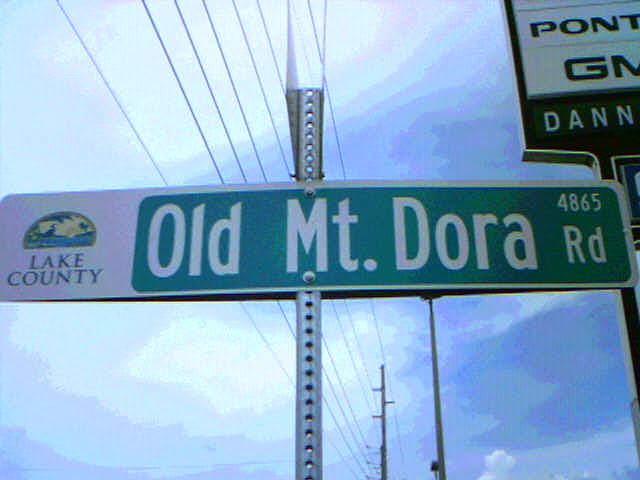 PONT
GM
DANN
4865
Old Mt. Dora Rd
LAKE
COUNTY